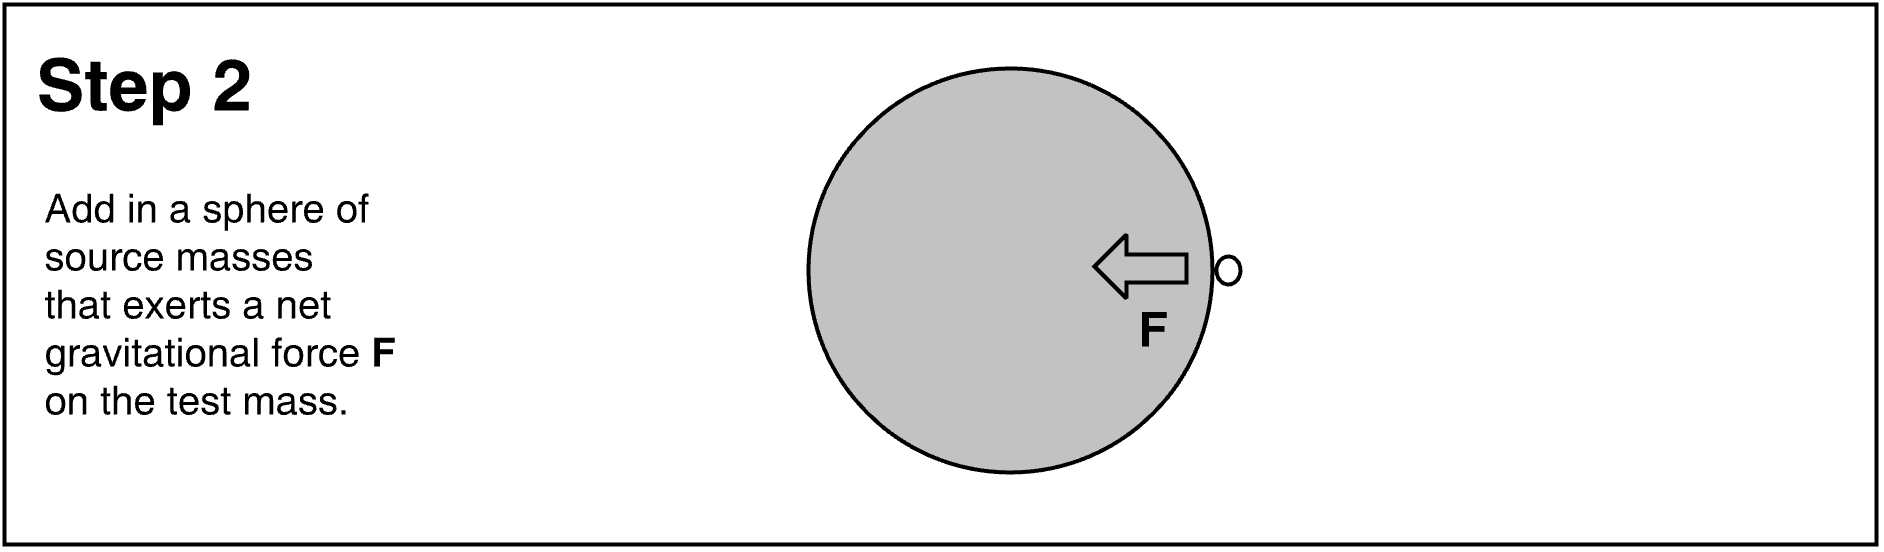 Step 2
Add in a sphere of
source masses
that exerts a net
gravitational force F
on the test mass.
F